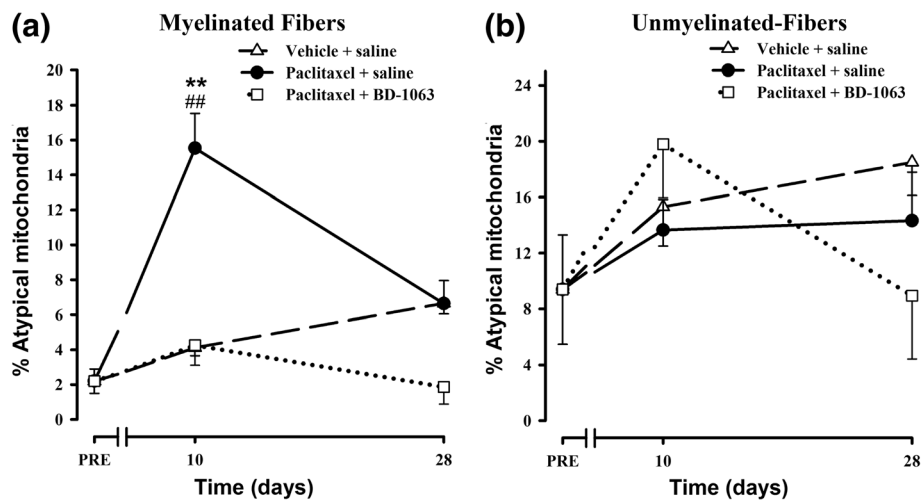 (a)
Myelinated Fibers
Vehicle + saline
Paclitaxel + saline
Paclitaxel + BD-1063
% Atypical mitochondria
20
18
16
14
12
10
8
6
4
2
0
**
##
PRE
10
28
Time (days)
(b)
Unmyelinated-Fibers
Vehicle + saline
Paclitaxel + saline
Paclitaxel + BD-1063
% Atypical mitochondria
24
20
16
12
8
4
0
PRE
10
28
Time (days)